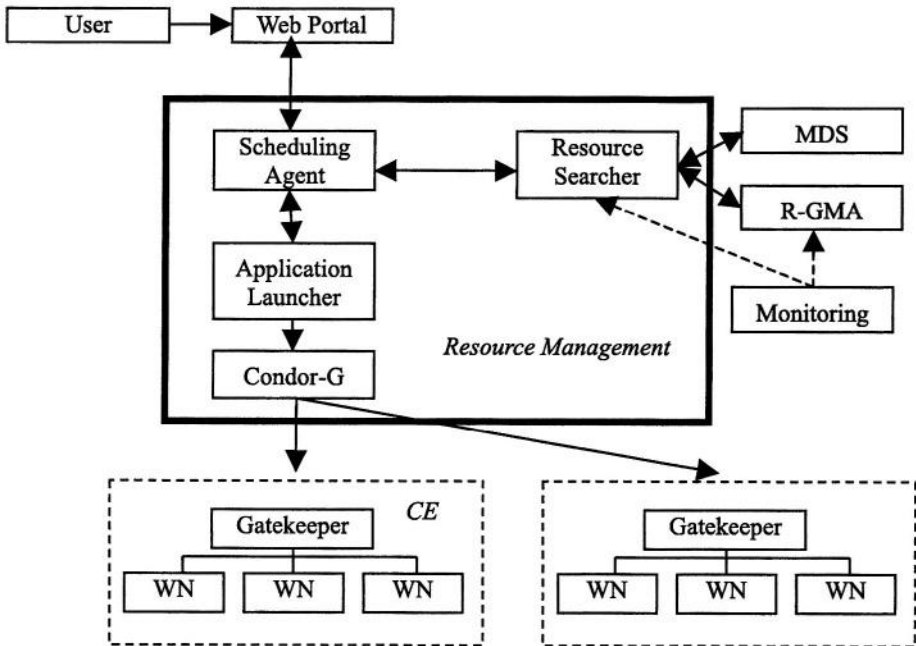 User
Web Portal
Scheduling
Agent
Resource
Searcher
MDS
R-GMA
Application
Launcher
Monitoring
Resource Management
Condor-G
CE
Gatekeeper
WN
WN
WN
Gatekeeper
WN
WN
WN